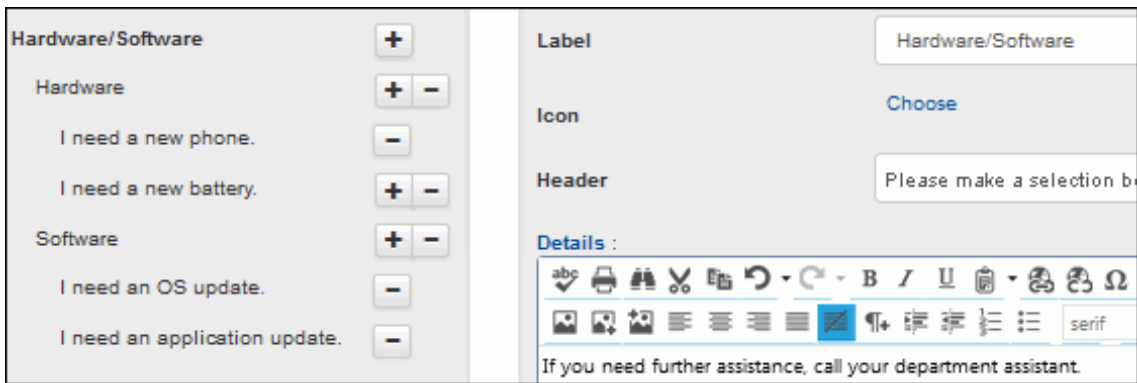 Hardware/Software
Hardware
I need a new phone.
I need a new battery.
Software
I need an OS update.
I need an application update.
Label
Hardware/Software
Icon
Choose
Header
Please make a selection be
Details :
abc
B I U Ω
serif
If you need further assistance, call your department assistant.